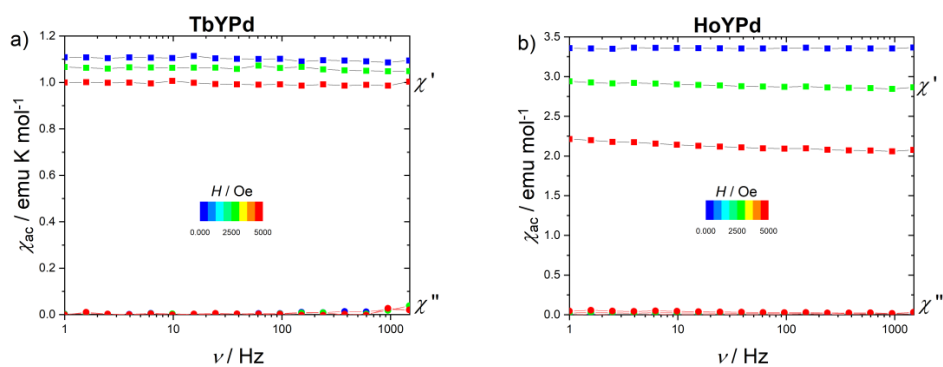 TbYPd
a)
1.2
1.0
0.8
0.6
0.4
0.2
0.0
χac / emu K mol-1
χ'
χ"
H / Oe
0.000 2500 5000
1 10 100 1000
ν / Hz
HoYPd
b)
3.5
3.0
2.5
2.0
1.5
1.0
0.5
0.0
χac / emu mol-1
χ'
χ"
H / Oe
0.000 2500 5000
1 10 100 1000
ν / Hz